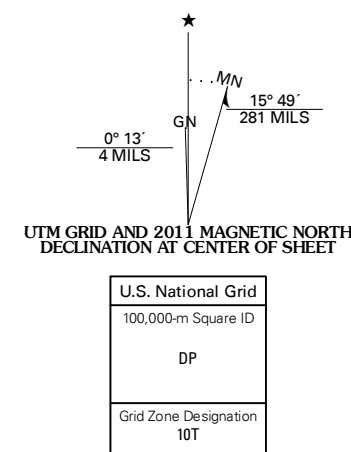 ★
MN
15° 49´
281 MILS
GN
0° 13´
4 MILS
UTM GRID AND 2011 MAGNETIC NORTH
DECLINATION AT CENTER OF SHEET
U.S. National Grid
100,000-m Square ID
DP
Grid Zone Designation
10T